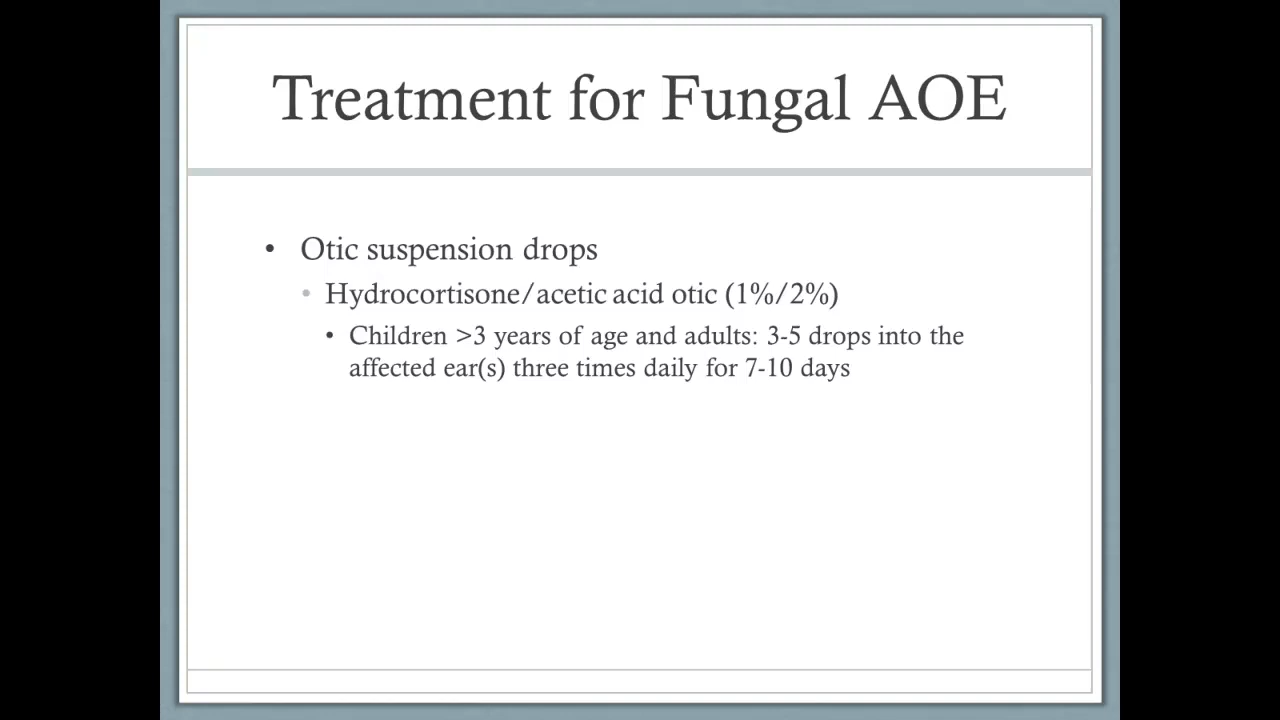 Treatment for Fungal AOE
• Otic suspension drops
• Hydrocortisone/acetic acid otic (1%/2%)
• Children >3 years of age and adults: 3-5 drops into the
affected ear(s) three times daily for 7-10 days